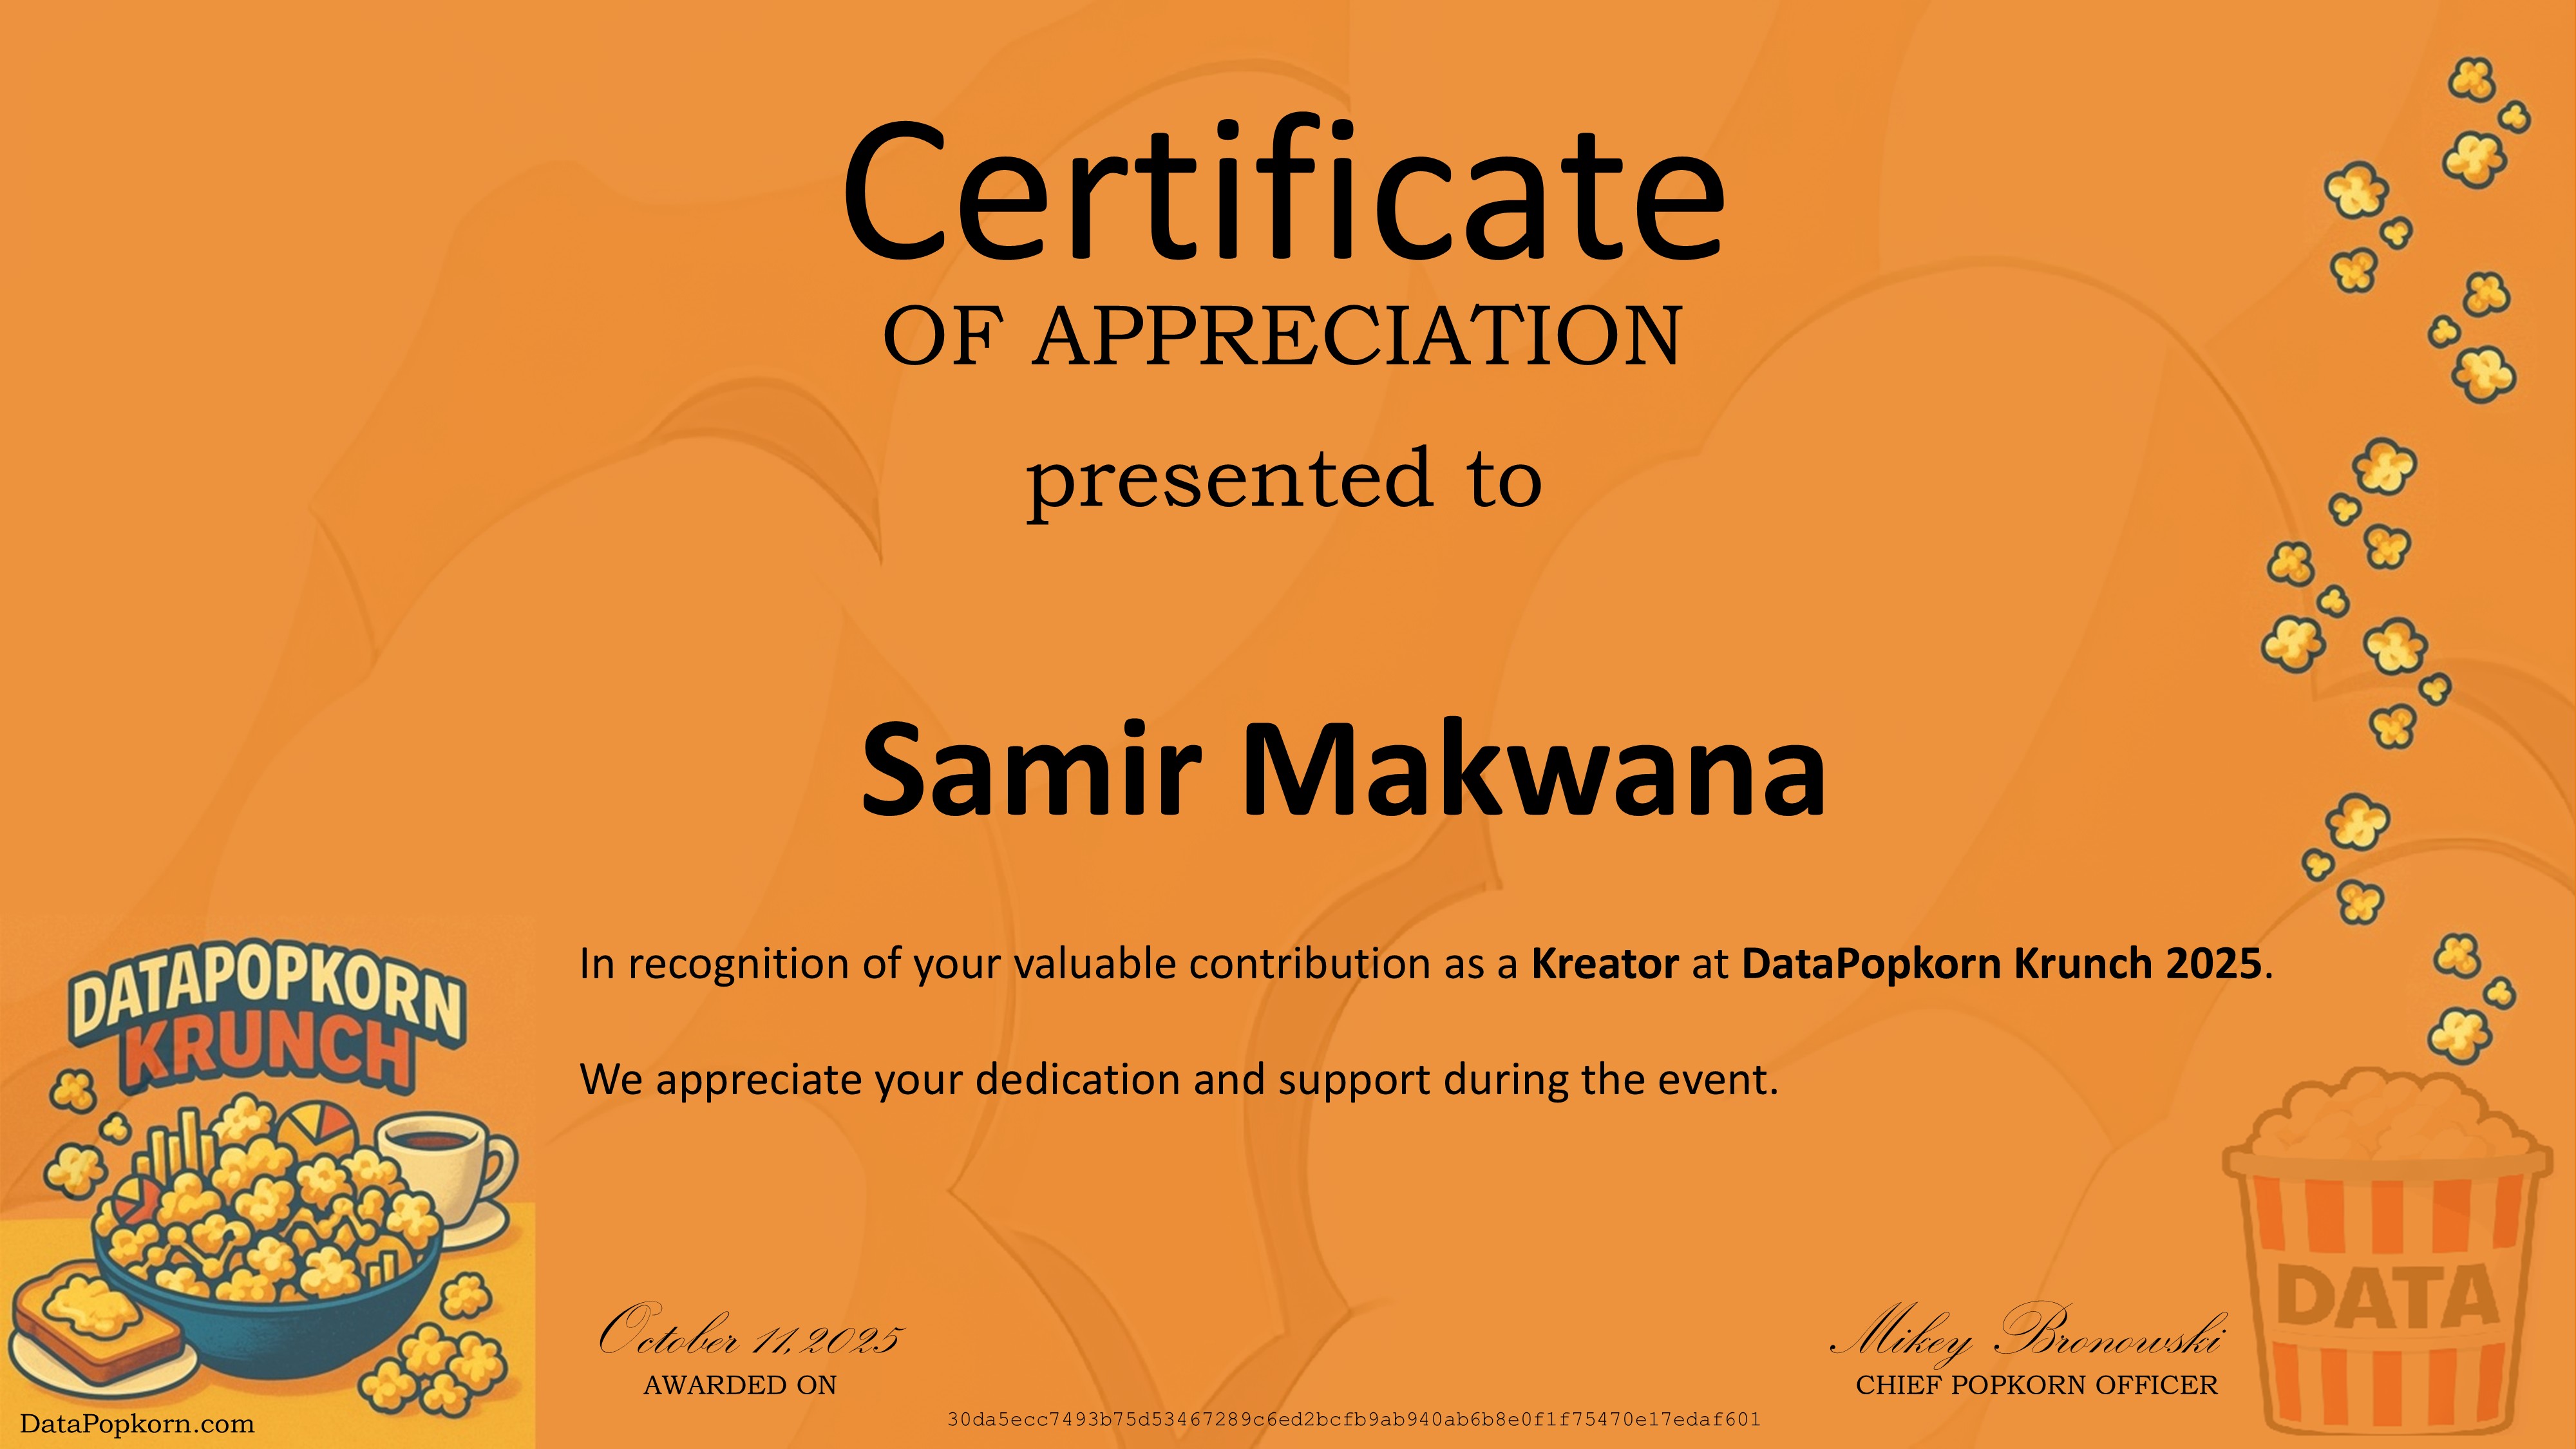 Certificate
OF APPRECIATION
presented to
Samir Makwana
In recognition of your valuable contribution as a Kreator at DataPopkorn Krunch 2025.
We appreciate your dedication and support during the event.
DATAPOPKORN
KRUNCH
DATA
October 11, 2025
AWARDED ON
Mikey Bronowski
CHIEF POPKORN OFFICER
DataPopkorn.com
30da5ecc7493b75d53467289c6ed2bcfb9ab940ab6b8e0f1f75470e17edaf601